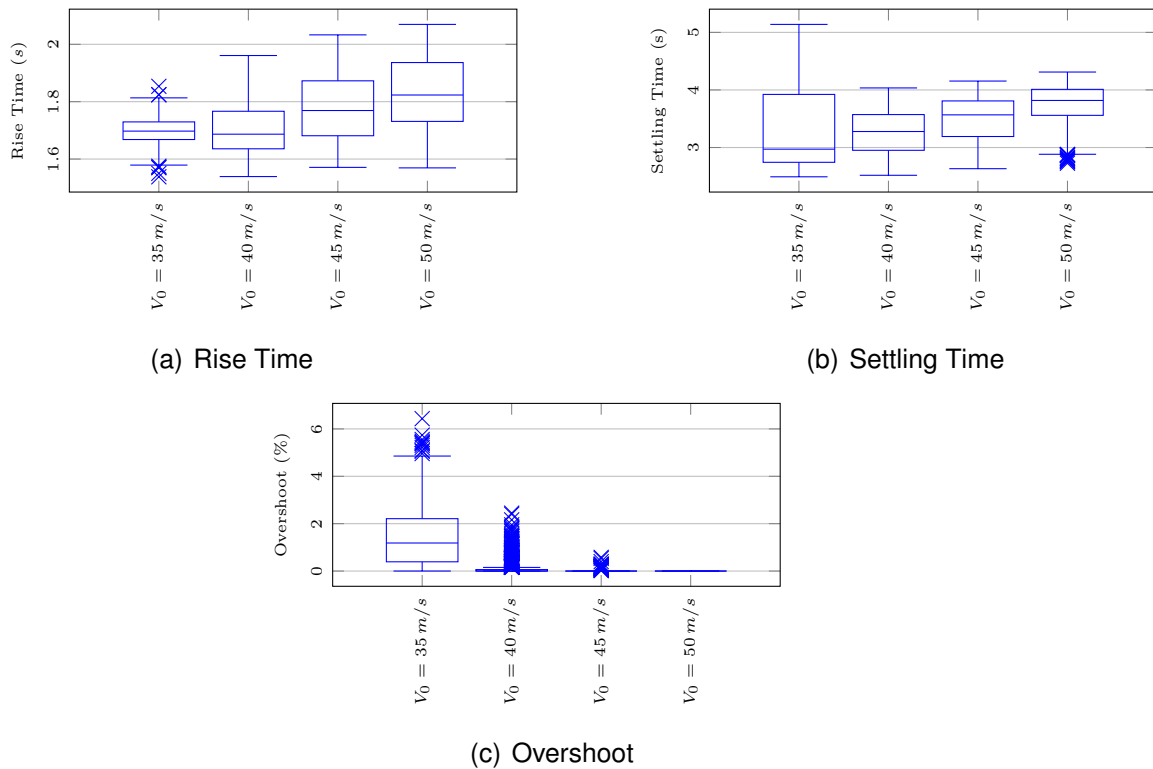 Rise Time (s)
2
1.8
1.6
V₀ = 35 m/s
V₀ = 40 m/s
V₀ = 45 m/s
V₀ = 50 m/s
(a) Rise Time
Settling Time (s)
5
4
3
V₀ = 35 m/s
V₀ = 40 m/s
V₀ = 45 m/s
V₀ = 50 m/s
(b) Settling Time
Overshoot (%)
6
4
2
0
V₀ = 35 m/s
V₀ = 40 m/s
V₀ = 45 m/s
V₀ = 50 m/s
(c) Overshoot